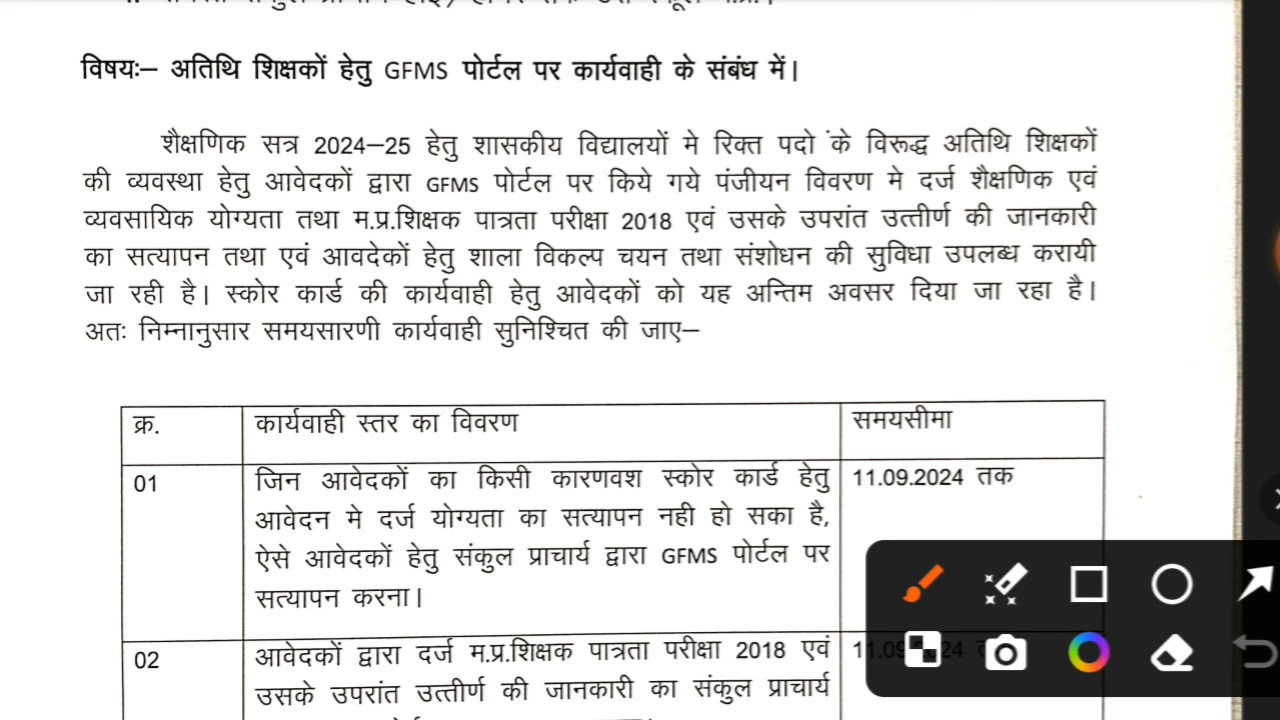 विषयः– अतिथि शिक्षकों हेतु GFMS पोर्टल पर कार्यवाही के संबंध में।
शैक्षणिक सत्र 2024–25 हेतु शासकीय विद्यालयों मे रिक्त पदो के विरूद्ध अतिथि शिक्षकों
की व्यवस्था हेतु आवेदकों द्वारा GFMS पोर्टल पर किये गये पंजीयन विवरण मे दर्ज शैक्षणिक एवं
व्यवसायिक योग्यता तथा म.प्र.शिक्षक पात्रता परीक्षा 2018 एवं उसके उपरांत उत्तीर्ण की जानकारी
का सत्यापन तथा एवं आवदेकों हेतु शाला विकल्प चयन तथा संशोधन की सुविधा उपलब्ध करायी
जा रही है। स्कोर कार्ड की कार्यवाही हेतु आवेदकों को यह अन्तिम अवसर दिया जा रहा है।
अतः निम्नानुसार समयसारणी कार्यवाही सुनिश्चित की जाए–
क्र. कार्यवाही स्तर का विवरण समयसीमा
01 जिन आवेदकों का किसी कारणवश स्कोर कार्ड हेतु 11.09.2024 तक
आवेदन मे दर्ज योग्यता का सत्यापन नही हो सका है,
ऐसे आवेदकों हेतु संकुल प्राचार्य द्वारा GFMS पोर्टल पर
सत्यापन करना।
02 आवेदकों द्वारा दर्ज म.प्र.शिक्षक पात्रता परीक्षा 2018 एवं
उसके उपरांत उत्तीर्ण की जानकारी का संकुल प्राचार्य